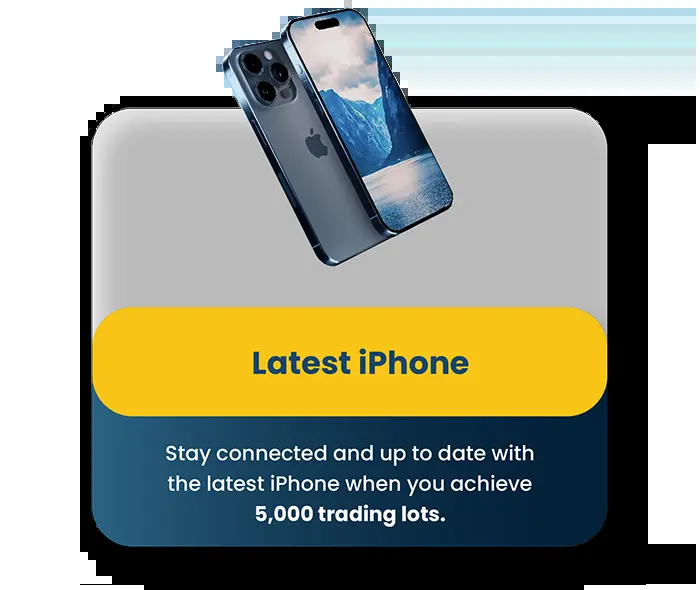 Latest iPhone
Stay connected and up to date with
the latest iPhone when you achieve
5,000 trading lots.